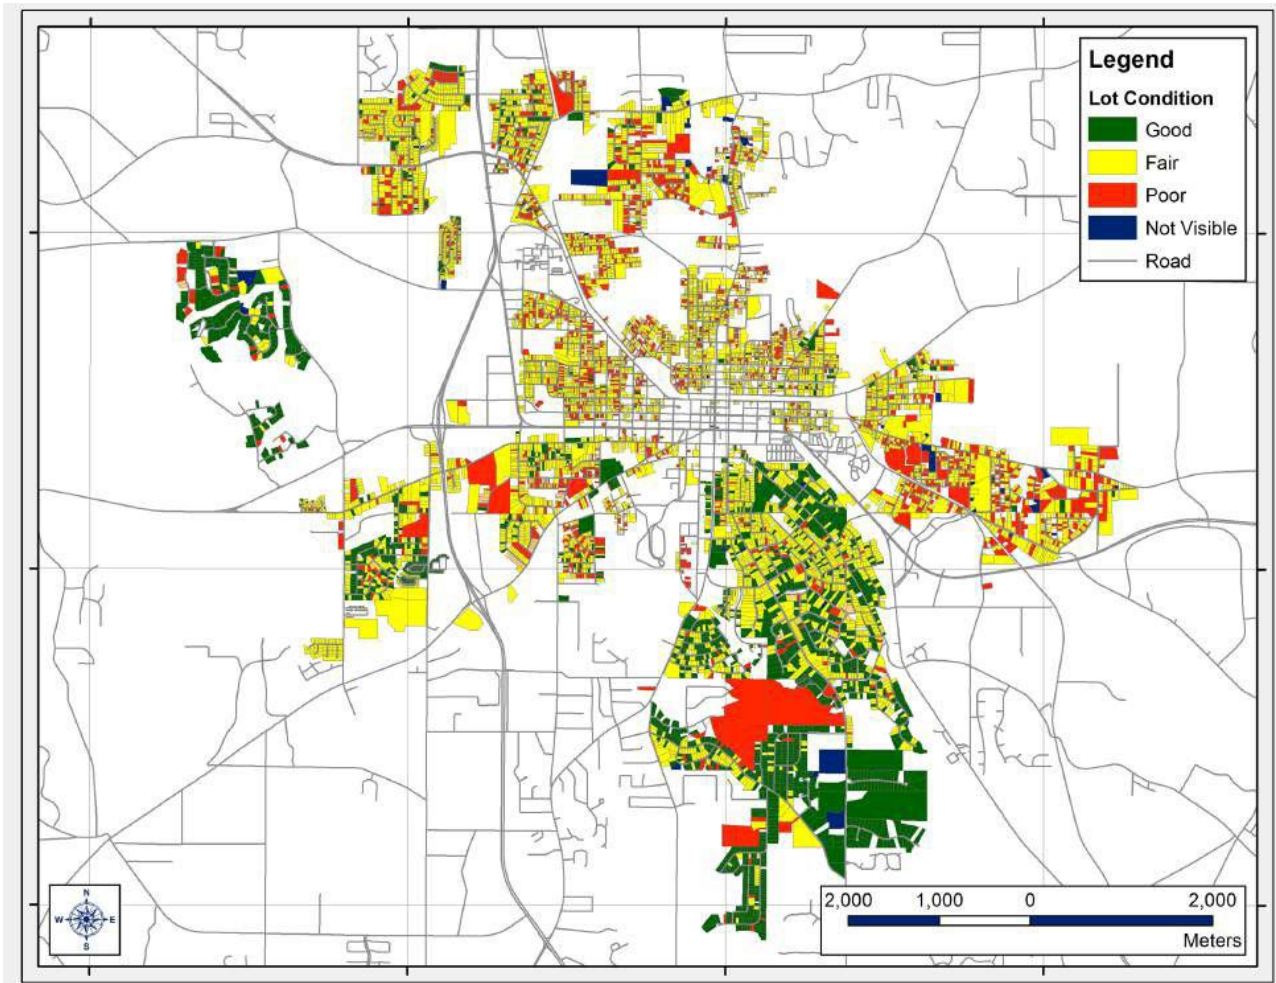 Legend
Lot Condition
Good
Fair
Poor
Not Visible
Road
N
W E
S
2,000 1,000 0 2,000
Meters